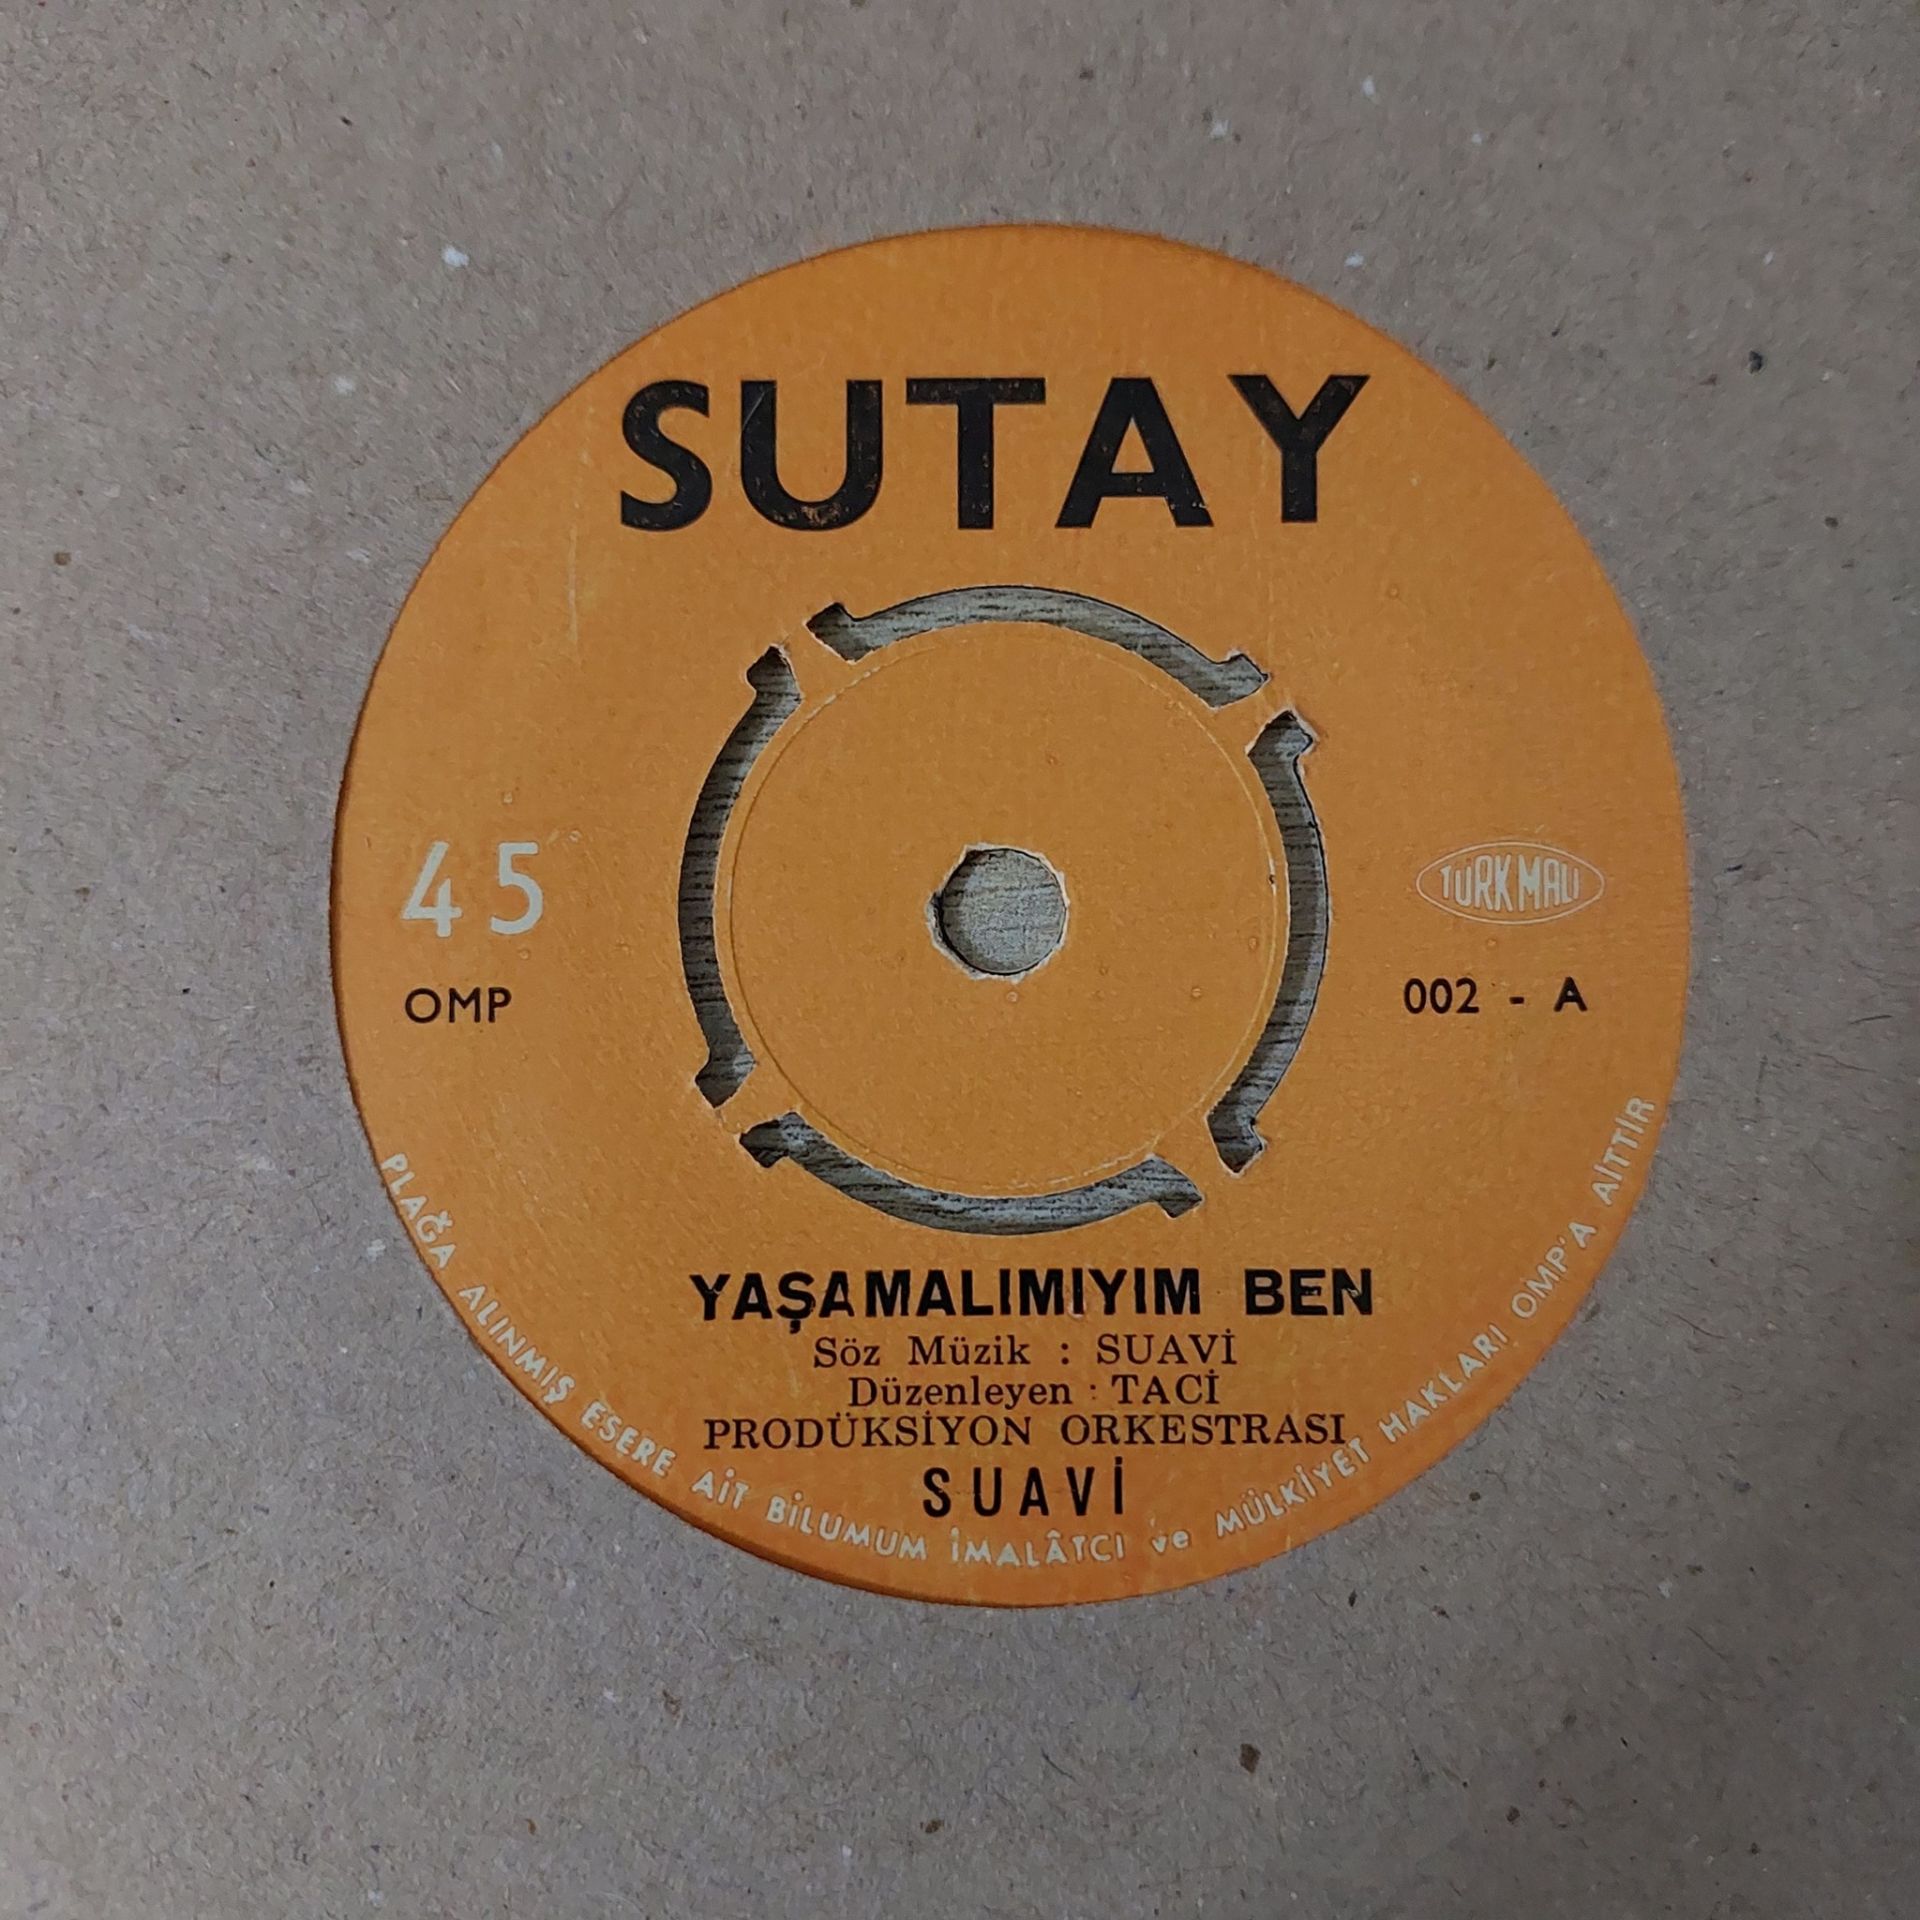 SUTAY
45
TÜRK MALI
OMP
002 - A
YAŞAMALIMIYIM BEN
Söz Müzik : SUAVİ
Düzenleyen : TACİ
PRODÜKSİYON ORKESTRASI
SUAVİ
PLAĞA ALINMIŞ ESERE AİT BİLUMUM İMALÂTCI ve MÜLKİYET HAKLARI OMP'A AİTTİR